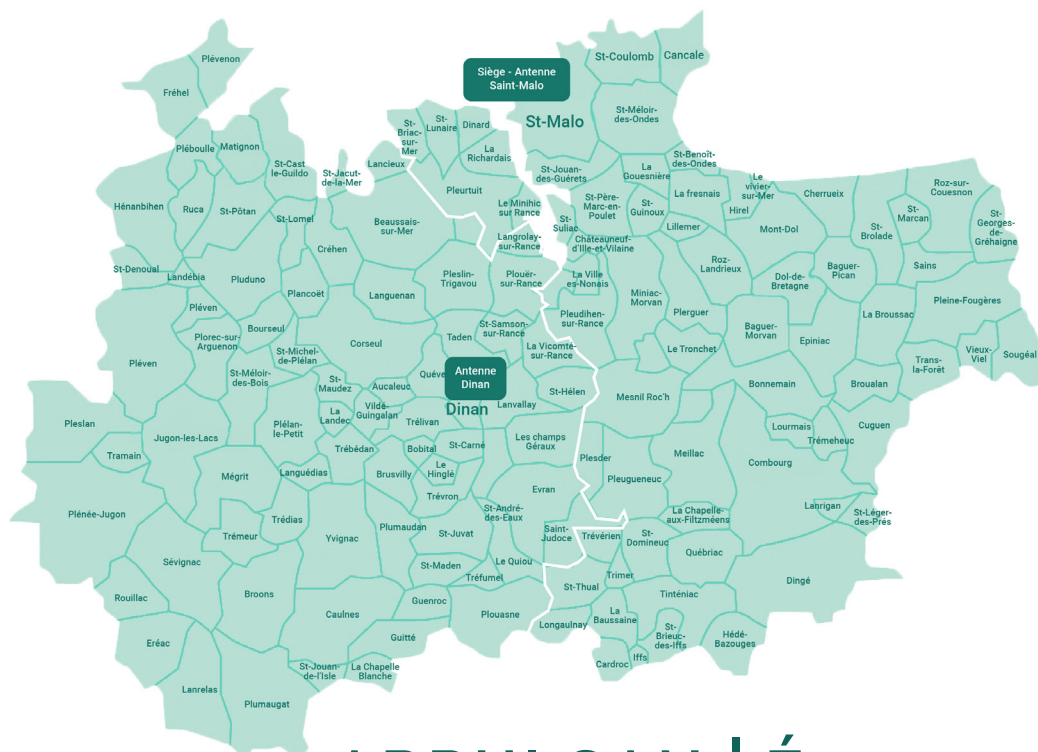 Plévenon
Fréhel
Siège - Antenne
Saint-Malo
St-Coulomb
Cancale
St-Malo
St-Méloir-
des-Ondes
St-
Briac-
sur-
Mer
St-
Lunaire
Dinard
La
Richardais
Pléboulle
Matignon
St-Cast
le-Guildo
St-Jacut-
de-la-Mer
Lancieux
Pleurtuit
Le Minihic
sur Rance
St-Jouan-
des-Guérets
La
Gouesnière
St-Benoît-
des-Ondes
La fresnais
Le
vivier-
sur-Mer
Hirel
Cherrueix
Roz-sur-
Couesnon
Hénanbihen
Ruca
St-Pôtan
St-Lomel
Beaussais-
sur-Mer
Langrolay-
sur-Rance
St-
Suliac
St-Père-
Marc-en-
Poulet
St-
Guinoux
Lillemer
Mont-Dol
St-
Brolade
St-
Marcan
St-
Georges-
de-
Gréhaigne
Châteauneuf-
d'Ille-et-Vilaine
Créhen
St-Denoual
Landébia
Pluduno
Plancoët
Languenan
Pleslin-
Trigavou
Plouër-
sur-Rance
La Ville
es-Nonais
Miniac-
Morvan
Roz-
Landrieux
Dol-de-
Bretagne
Baguer-
Pican
Sains
Pleine-Fougères
Pléven
Plorec-sur-
Arguenon
Bourseul
Corseul
Taden
St-Samson-
sur-Rance
Pleudihen-
sur-Rance
Plerguer
Baguer-
Morvan
Epiniac
La Broussac
Pléven
St-Michel-
de-Plélan
La Vicomté-
sur-Rance
Le Tronchet
Trans-
la-Forêt
Vieux-
Viel
Sougéal
St-Méloir
des-Bois
St-
Maudez
Aucaleuc
Quéve
Antenne
Dinan
Dinan
Lanvallay
St-Hélen
Mesnil Roc'h
Bonnemain
Broualan
Pleslan
Jugon-les-Lacs
Plélan-
le-Petit
La
Landec
Vildé-
Guingalan
Trélivan
Lourmais
Trémeheuc
Cuguen
Tramain
Trébédan
Bobital
St-Carné
Les champs
Géraux
Plesder
Meillac
Combourg
Mégrit
Languédias
Brusvilly
Le
Hinglé
Trévron
Evran
Pleugueneuc
Plénée-Jugon
Trédias
Trémeur
Yvignac
Plumaudan
St-Juvat
St-André-
des-Eaux
Saint-
Judoce
Trévérien
La Chapelle-
aux-Filtzméens
St-
Domineuc
Lanrigan
St-Léger-
des-Prés
Québriac
Sévignac
St-Maden
Tréfumel
Le Quiou
Trimer
Dingé
Rouillac
Broons
Caulnes
Guenroc
Plouasne
St-Thual
Tinténiac
Guitté
Longaulnay
La
Baussaine
St-
Brieuc-
des-Iffs
Hédé-
Bazouges
Eréac
St-Jouan-
de-l'Isle
La Chapelle
Blanche
Cardroc
Iffs
Lanrelas
Plumaugat